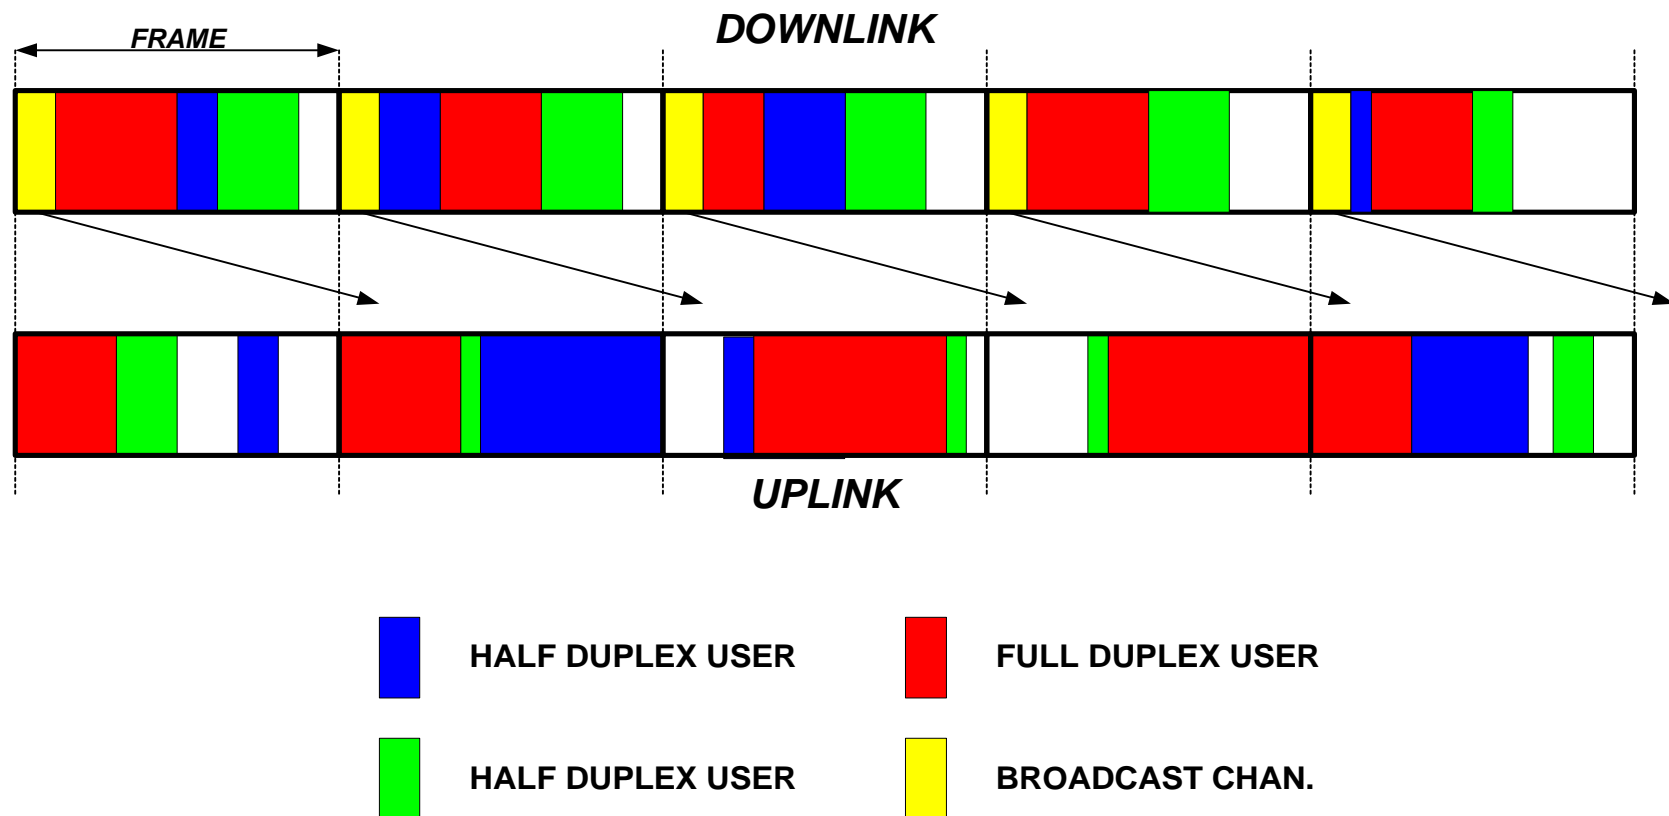 FRAME
DOWNLINK
UPLINK
HALF DUPLEX USER
FULL DUPLEX USER
HALF DUPLEX USER
BROADCAST CHAN.